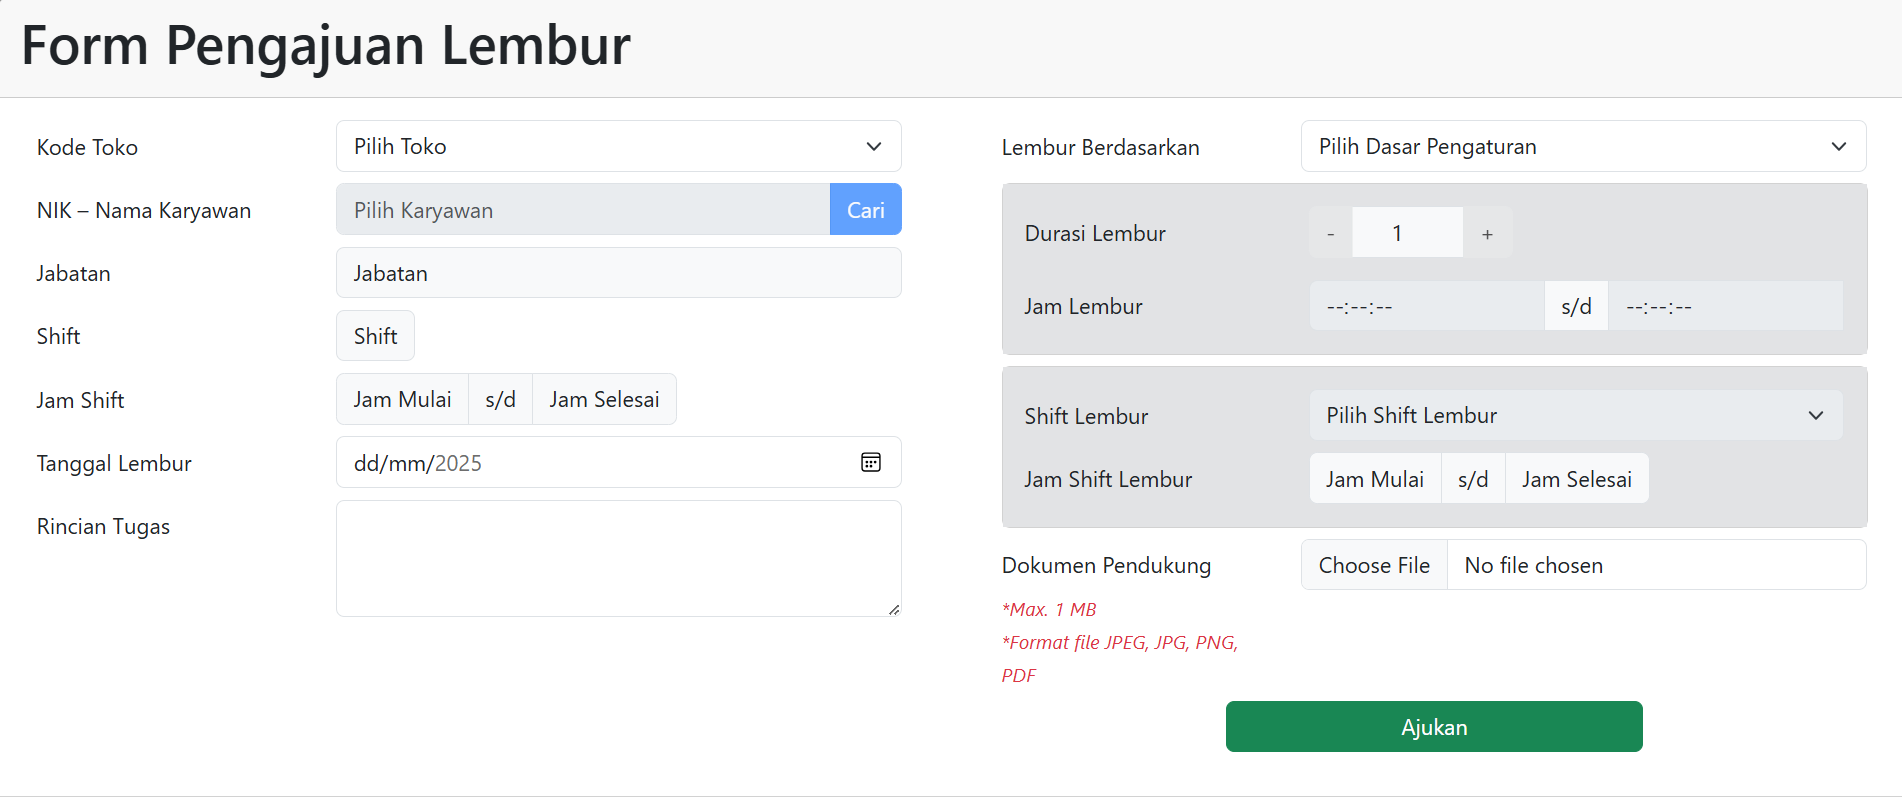 Form Pengajuan Lembur
Kode Toko
Pilih Toko
NIK – Nama Karyawan
Pilih Karyawan
Cari
Jabatan
Jabatan
Shift
Shift
Jam Shift
Jam Mulai s/d Jam Selesai
Tanggal Lembur
dd/mm/2025
Rincian Tugas
Lembur Berdasarkan
Pilih Dasar Pengaturan
Durasi Lembur
- 1 +
Jam Lembur
--:--:-- s/d --:--:--
Shift Lembur
Pilih Shift Lembur
Jam Shift Lembur
Jam Mulai s/d Jam Selesai
Dokumen Pendukung
Choose File No file chosen
*Max. 1 MB
*Format file JPEG, JPG, PNG,
PDF
Ajukan